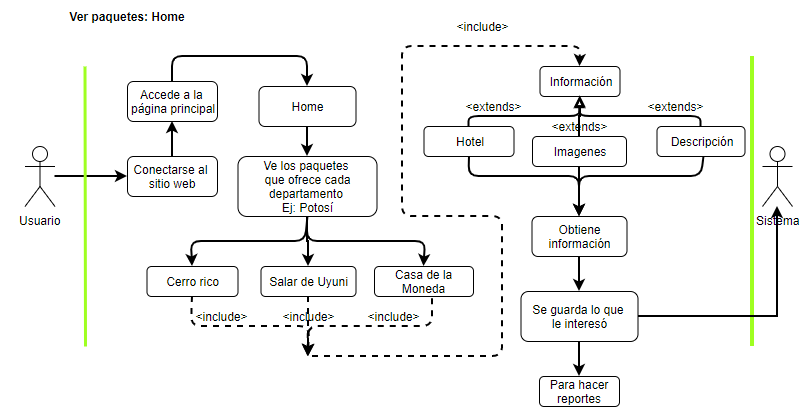 Ver paquetes: Home
<include>
Accede a la
página principal
Home
Información
<extends>
<extends>
<extends>
Hotel
Imagenes
Descripción
Conectarse al
sitio web
Ve los paquetes
que ofrece cada
departamento
Ej: Potosí
Usuario
Sistema
Obtiene
información
Cerro rico
Salar de Uyuni
Casa de la
Moneda
<include>
<include>
<include>
Se guarda lo que
le interesó
Para hacer
reportes